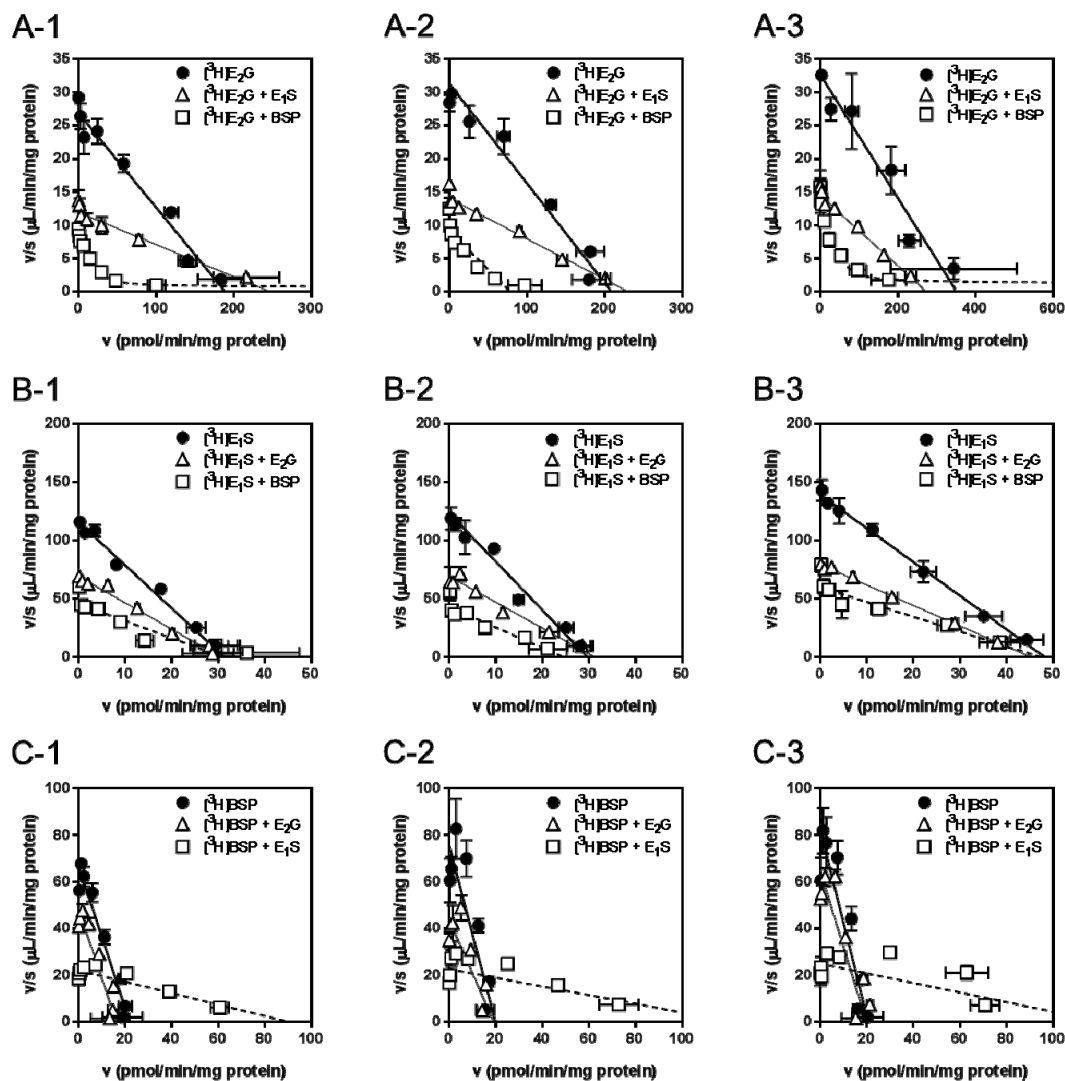 A-1 A-2 A-3
35 [³H]E₂G 35 [³H]E₂G 35 [³H]E₂G
30 [³H]E₂G + E₁S 30 [³H]E₂G + E₁S 30 [³H]E₂G + E₁S
25 [³H]E₂G + BSP 25 [³H]E₂G + BSP 25 [³H]E₂G + BSP
20 20 20
15 15 15
10 10 10
5 5 5
0 0 0
v/s (µL/min/mg protein) v/s (µL/min/mg protein) v/s (µL/min/mg protein)
0 100 200 300 0 100 200 300 0 100 200 300 400 500 600
v (pmol/min/mg protein) v (pmol/min/mg protein) v (pmol/min/mg protein)
B-1 B-2 B-3
200 [³H]E₁S 200 [³H]E₁S 200 [³H]E₁S
[³H]E₁S + E₂G [³H]E₁S + E₂G [³H]E₁S + E₂G
150 [³H]E₁S + BSP 150 [³H]E₁S + BSP 150 [³H]E₁S + BSP
100 100 100
50 50 50
0 0 0
v/s (µL/min/mg protein) v/s (µL/min/mg protein) v/s (µL/min/mg protein)
0 10 20 30 40 50 0 10 20 30 40 50 0 10 20 30 40 50
v (pmol/min/mg protein) v (pmol/min/mg protein) v (pmol/min/mg protein)
C-1 C-2 C-3
100 [³H]BSP 100 [³H]BSP 100 [³H]BSP
80 [³H]BSP + E₂G 80 [³H]BSP + E₂G 80 [³H]BSP + E₂G
[³H]BSP + E₁S [³H]BSP + E₁S [³H]BSP + E₁S
60 60 60
40 40 40
20 20 20
0 0 0
v/s (µL/min/mg protein) v/s (µL/min/mg protein) v/s (µL/min/mg protein)
0 20 40 60 80 100 0 20 40 60 80 100 0 20 40 60 80 100
v (pmol/min/mg protein) v (pmol/min/mg protein) v (pmol/min/mg protein)